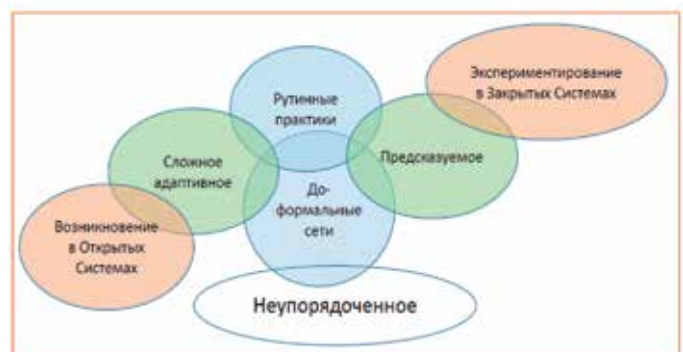 Экспериментирование
в Закрытых Системах
Рутинные
практики
Предсказуемое
Сложное
адаптивное
До-
формальные
сети
Возникновение
в Открытых
Системах
Неупорядоченное